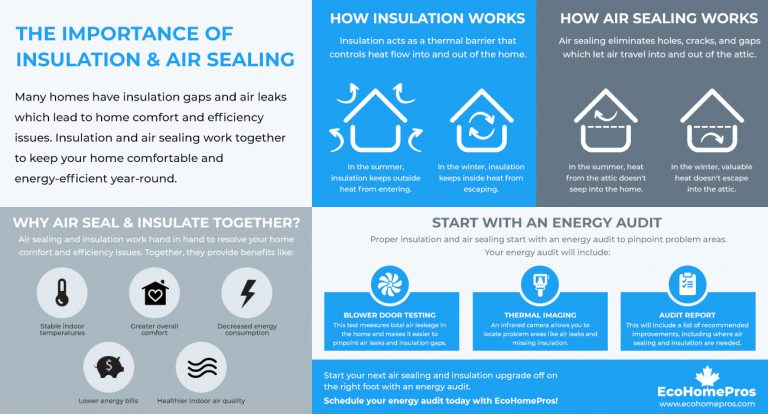 THE IMPORTANCE OF
INSULATION & AIR SEALING
Many homes have insulation gaps and air leaks
which lead to home comfort and efficiency
issues. Insulation and air sealing work together
to keep your home comfortable and
energy-efficient year-round.
HOW INSULATION WORKS
Insulation acts as a thermal barrier that
controls heat flow into and out of the home.
In the summer,
insulation keeps outside
heat from entering.
In the winter, insulation
keeps inside heat from
escaping.
HOW AIR SEALING WORKS
Air sealing eliminates holes, cracks, and gaps
which let air travel into and out of the attic.
In the summer, heat
from the attic doesn't
seep into the home.
In the winter, valuable
heat doesn't escape
into the attic.
WHY AIR SEAL & INSULATE TOGETHER?
Air sealing and insulation work hand in hand to resolve your home
comfort and efficiency issues. Together, they provide benefits like:
Stable indoor
temperatures
Greater overall
comfort
Decreased energy
consumption
$
Lower energy bills
Healthier indoor air quality
START WITH AN ENERGY AUDIT
Proper insulation and air sealing start with an energy audit to pinpoint problem areas.
Your energy audit will include:
BLOWER DOOR TESTING
This test measures total air leakage in
the home and makes it easier to
pinpoint air leaks and insulation gaps.
THERMAL IMAGING
An infrared camera allows you to
locate problem areas like air leaks and
missing insulation.
AUDIT REPORT
This will include a list of recommended
improvements, including where air
sealing and insulation are needed.
Start your next air sealing and insulation upgrade off on
the right foot with an energy audit.
Schedule your energy audit today with EcoHomePros!
EcoHomePros
www.ecohomepros.com